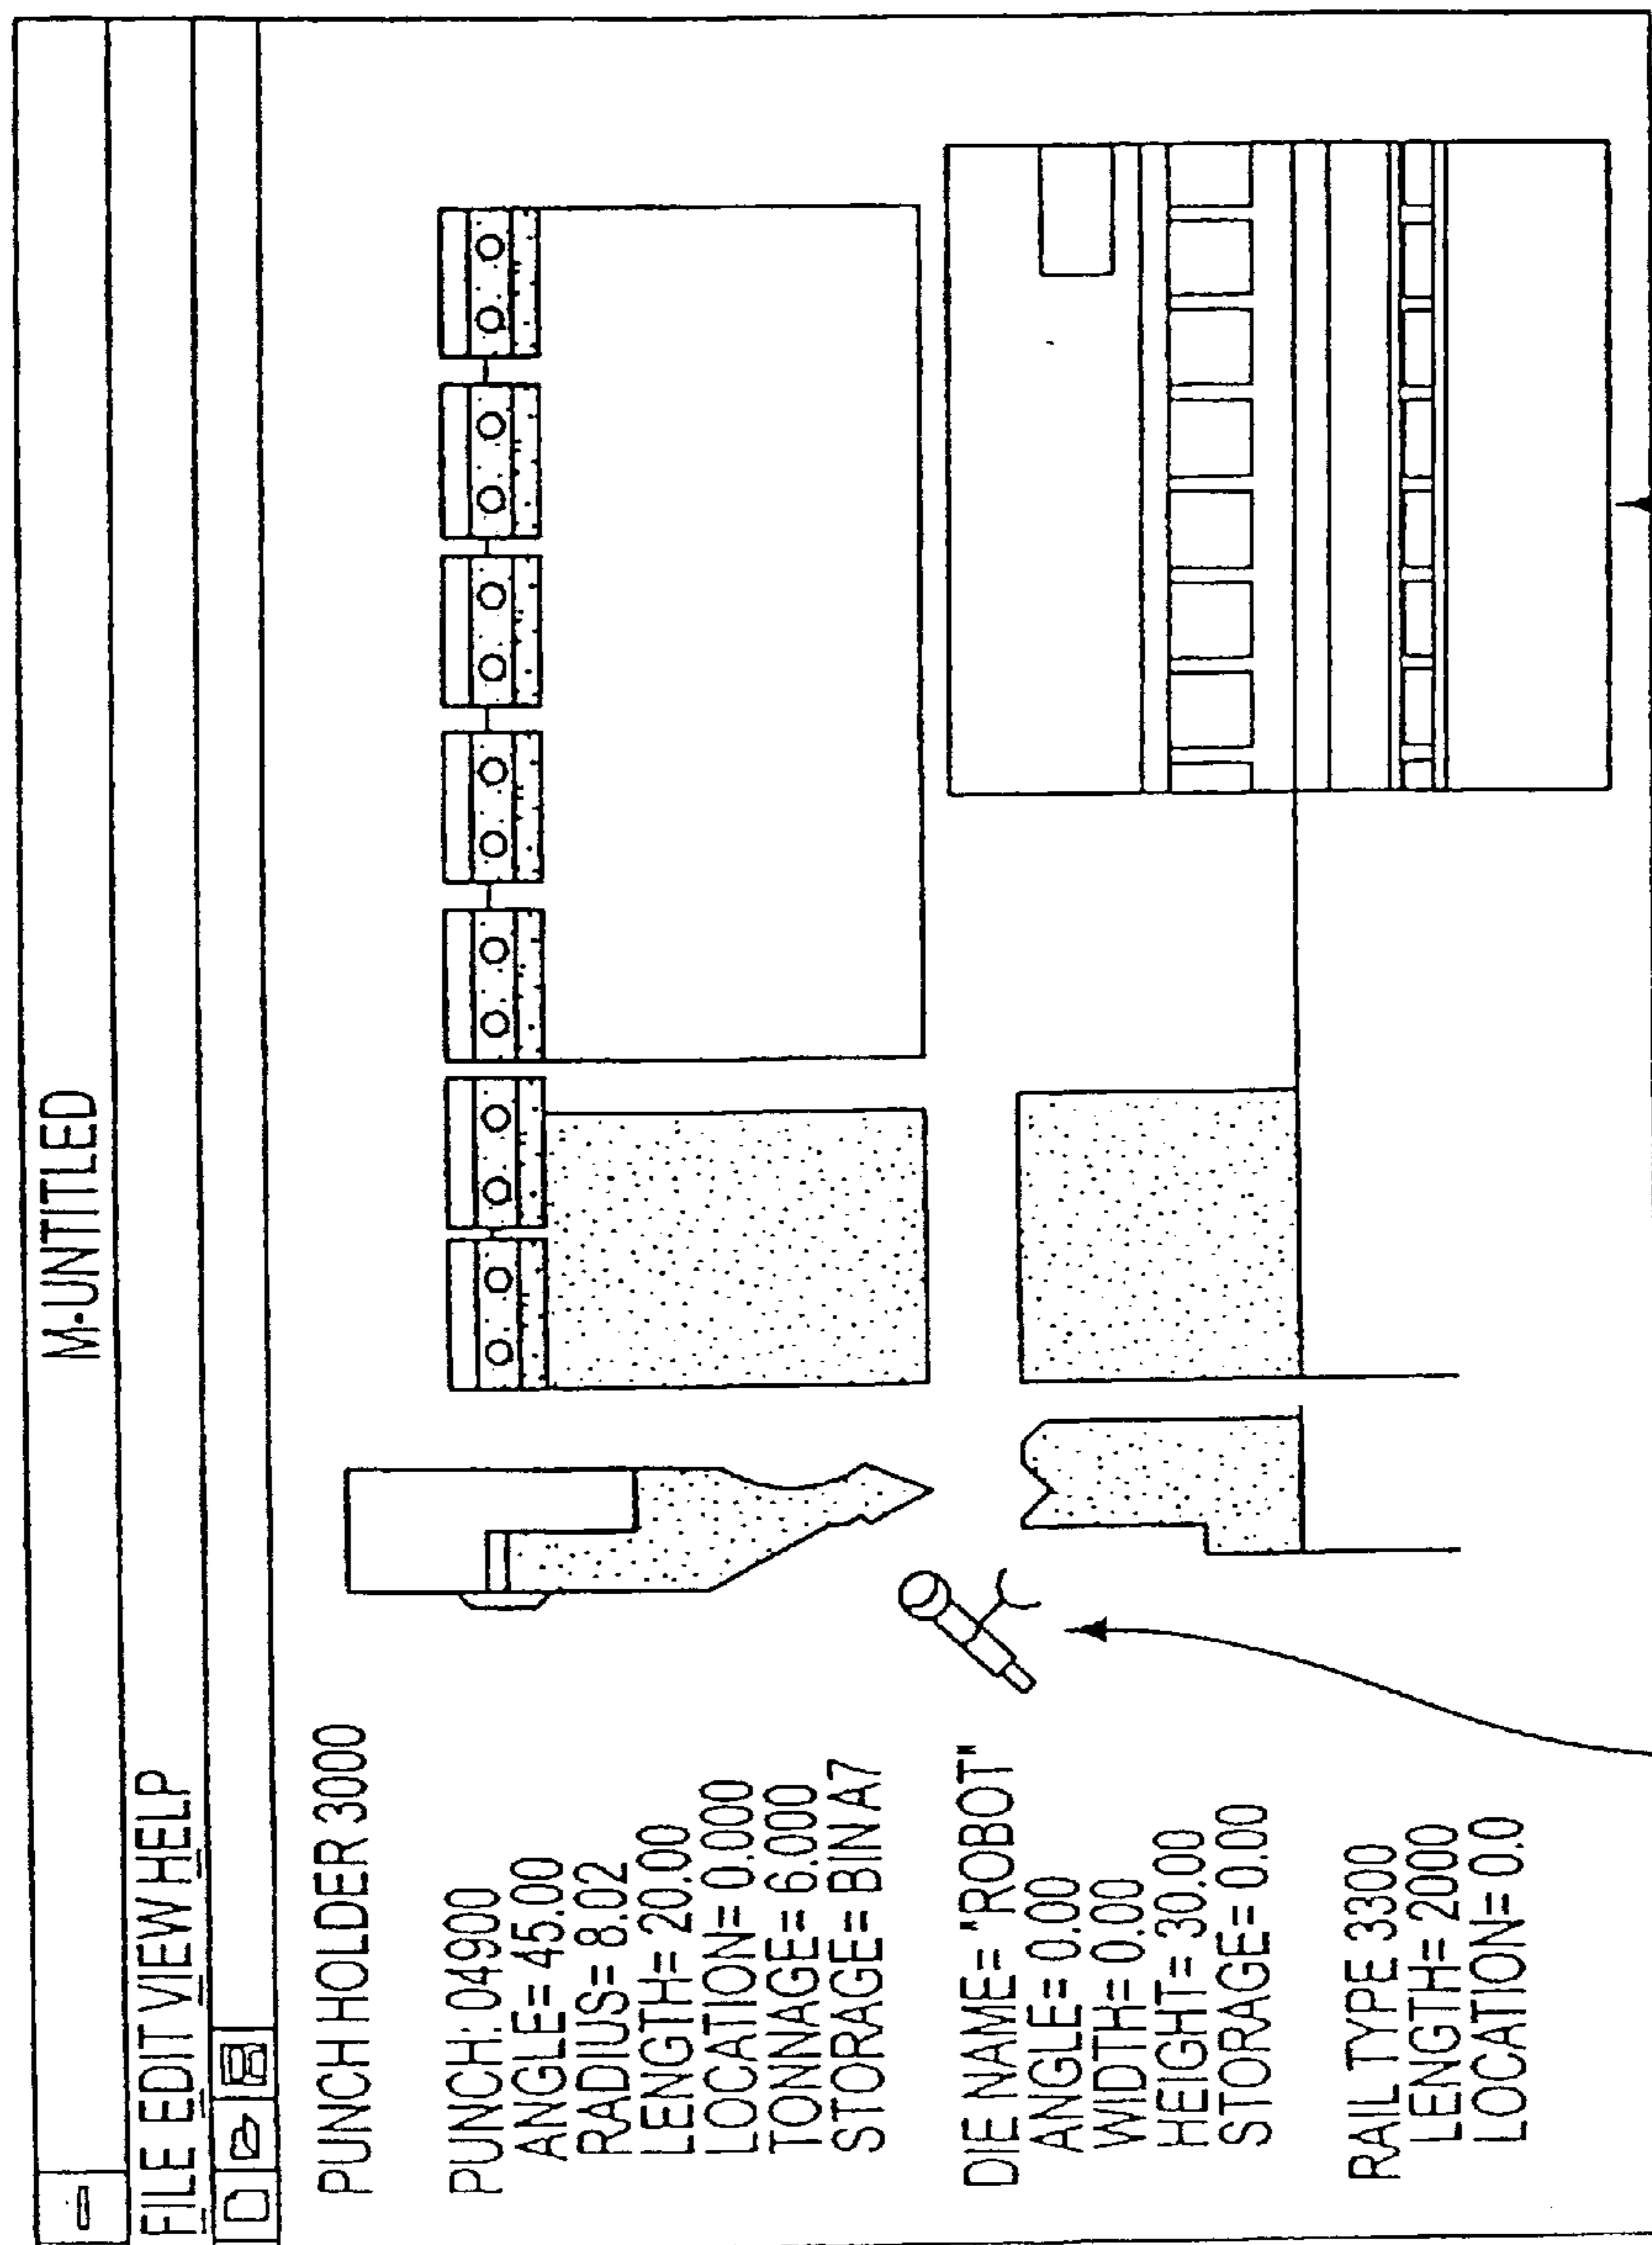 M-UNTITLED
FILE EDIT VIEW HELP
PUNCH HOLDER 3000
PUNCH: 04900
ANGLE= 45.00
RADIUS= 8.02
LENGTH= 20.00
LOCATION= 0.000
TONNAGE= 6.000
STORAGE= BIN A7
DIE NAME= "ROBOT"
ANGLE= 0.00
WIDTH= 0.00
HEIGHT= 30.00
STORAGE= 0.00
RAIL TYPE 3300
LENGTH= 2000
LOCATION= 0.0